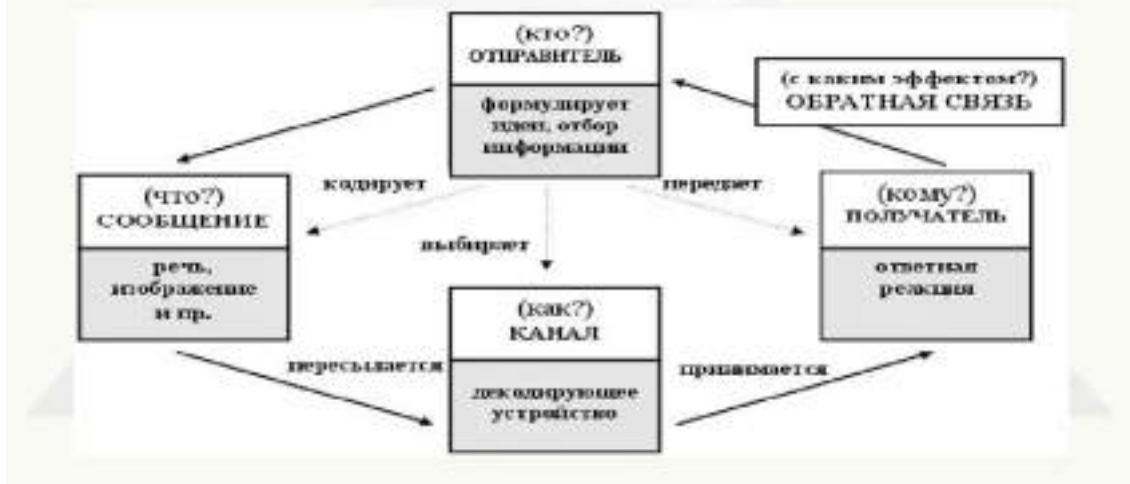 (кто?)
ОТПРАВИТЕЛЬ
формулирует
идеи, отбор
информации
(с каким эффектом?)
ОБРАТНАЯ СВЯЗЬ
кодирует
передает
(что?)
СООБЩЕНИЕ
речь,
изображение
и пр.
(кому?)
ПОЛУЧАТЕЛЬ
ответная
реакция
выбирает
(как?)
КАНАЛ
декодирующее
устройство
пересылается
принимается